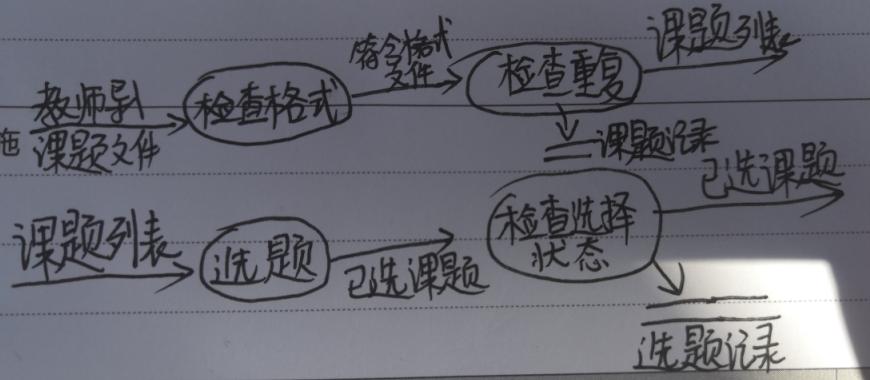 教师导入
课题文件
检查格式
符合格式
文件
检查重复
课题列表
课题记录
课题列表
选题
已选课题
检查选择
状态
已选课题
选题记录